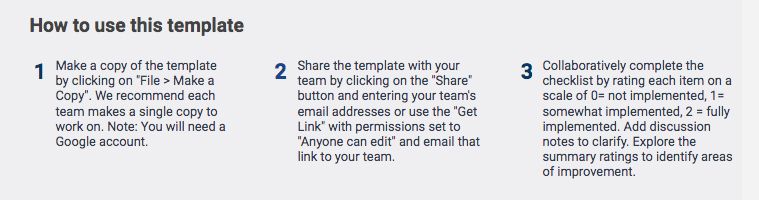 How to use this template
1
Make a copy of the template
by clicking on "File > Make a
Copy". We recommend each
team makes a single copy to
work on. Note: You will need a
Google account.
2
Share the template with your
team by clicking on the "Share"
button and entering your team's
email addresses or use the "Get
Link" with permissions set to
"Anyone can edit" and email that
link to your team.
3
Collaboratively complete the
checklist by rating each item on a
scale of 0= not implemented, 1=
somewhat implemented, 2 = fully
implemented. Add discussion
notes to clarify. Explore the
summary ratings to identify areas
of improvement.